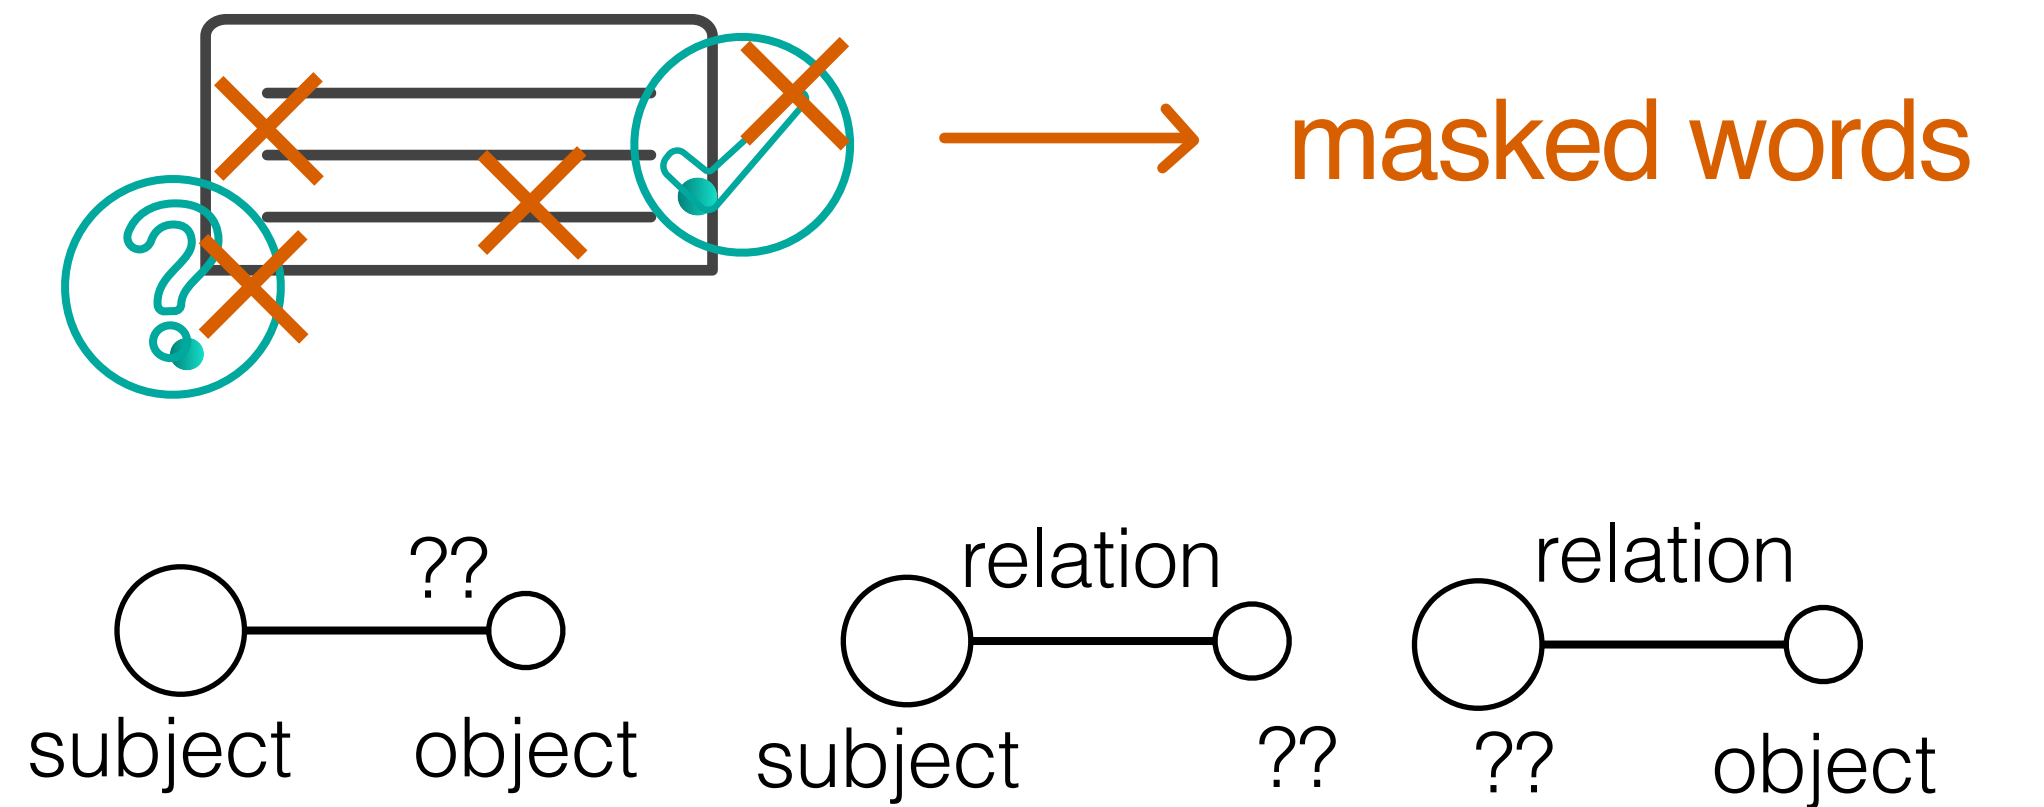 masked words
??
subject object
relation
subject ??
relation
?? object